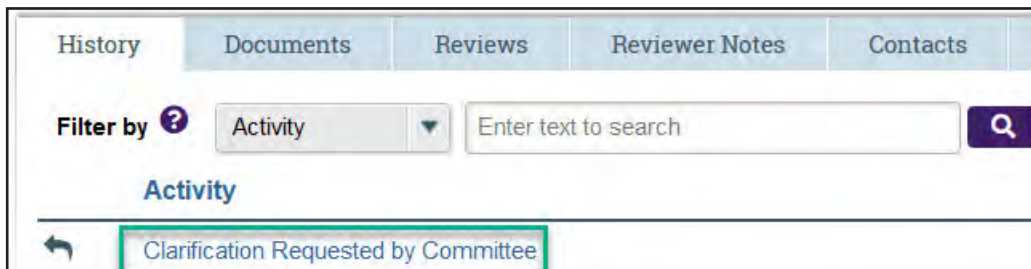 History Documents Reviews Reviewer Notes Contacts
Filter by ? Activity Enter text to search
Activity
Clarification Requested by Committee